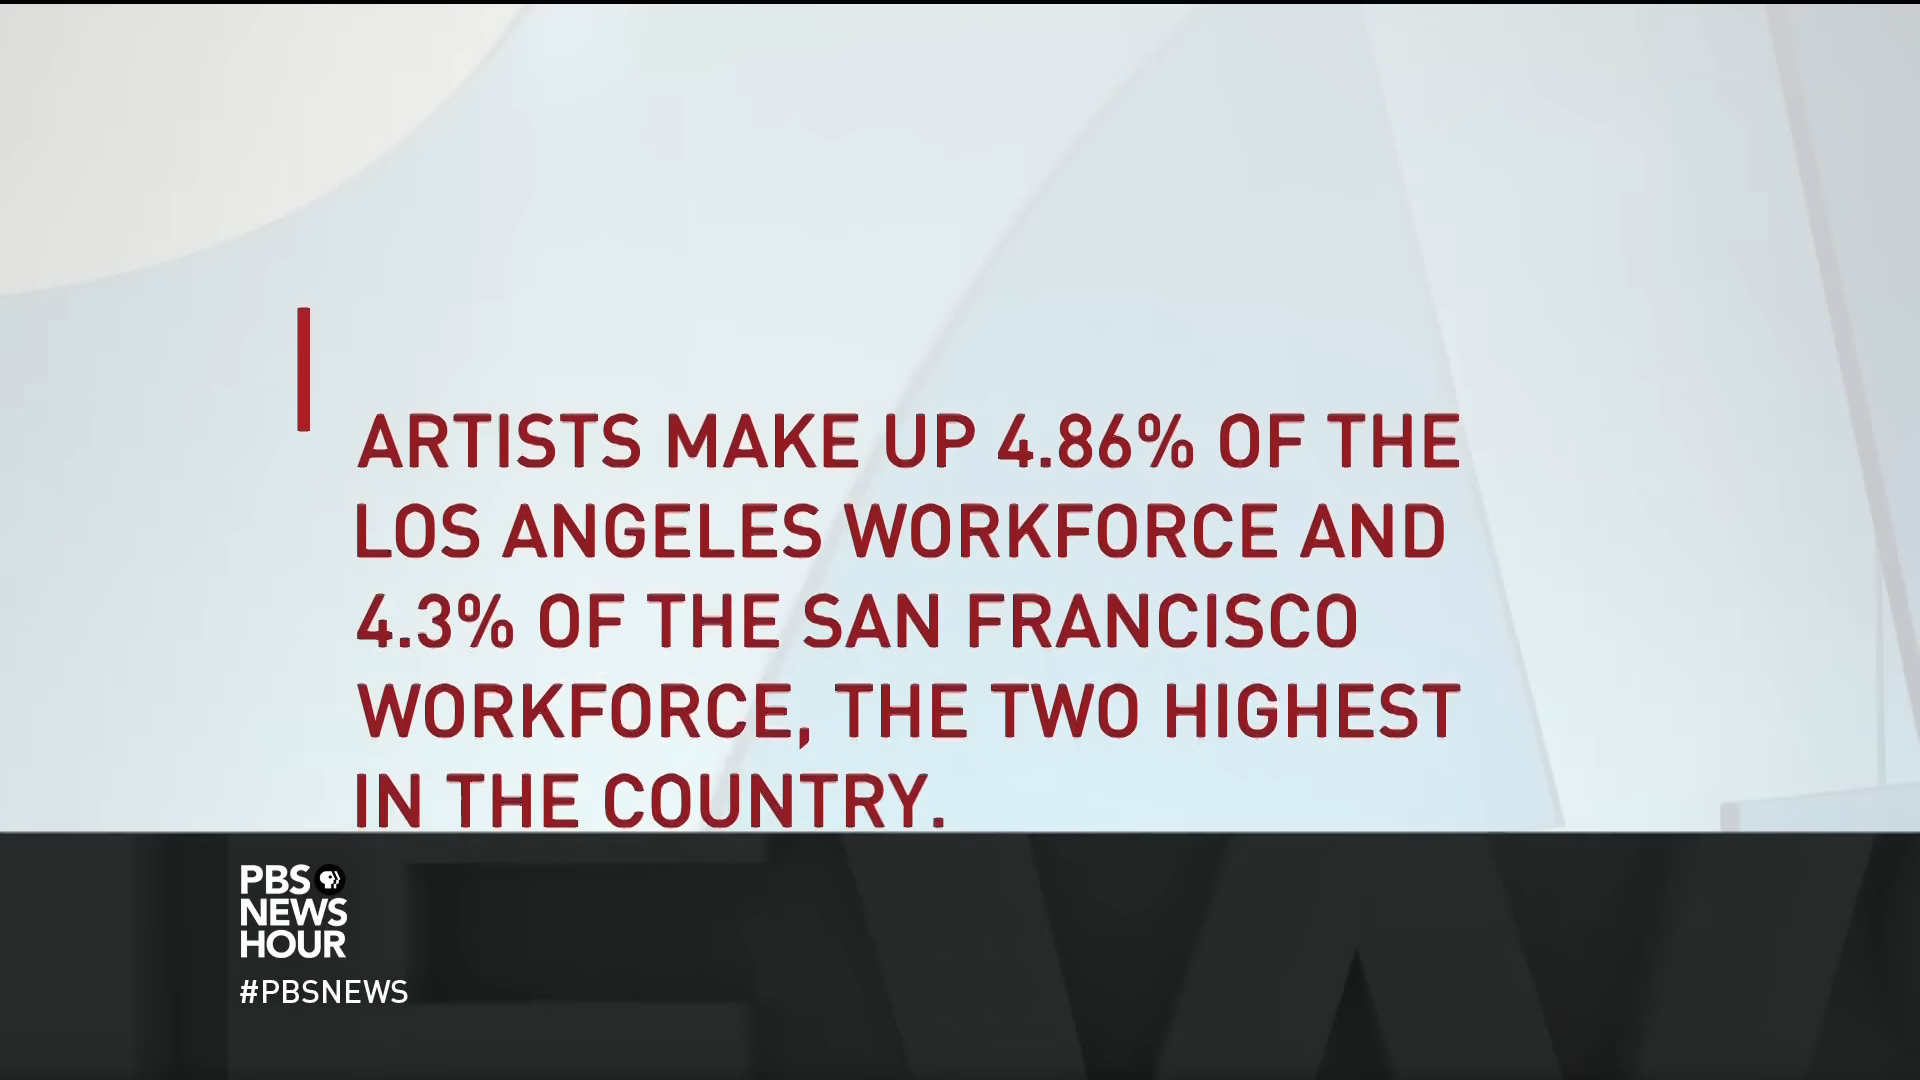 ARTISTS MAKE UP 4.86% OF THE
LOS ANGELES WORKFORCE AND
4.3% OF THE SAN FRANCISCO
WORKFORCE, THE TWO HIGHEST
IN THE COUNTRY.
PBS
NEWS
HOUR
#PBSNEWS